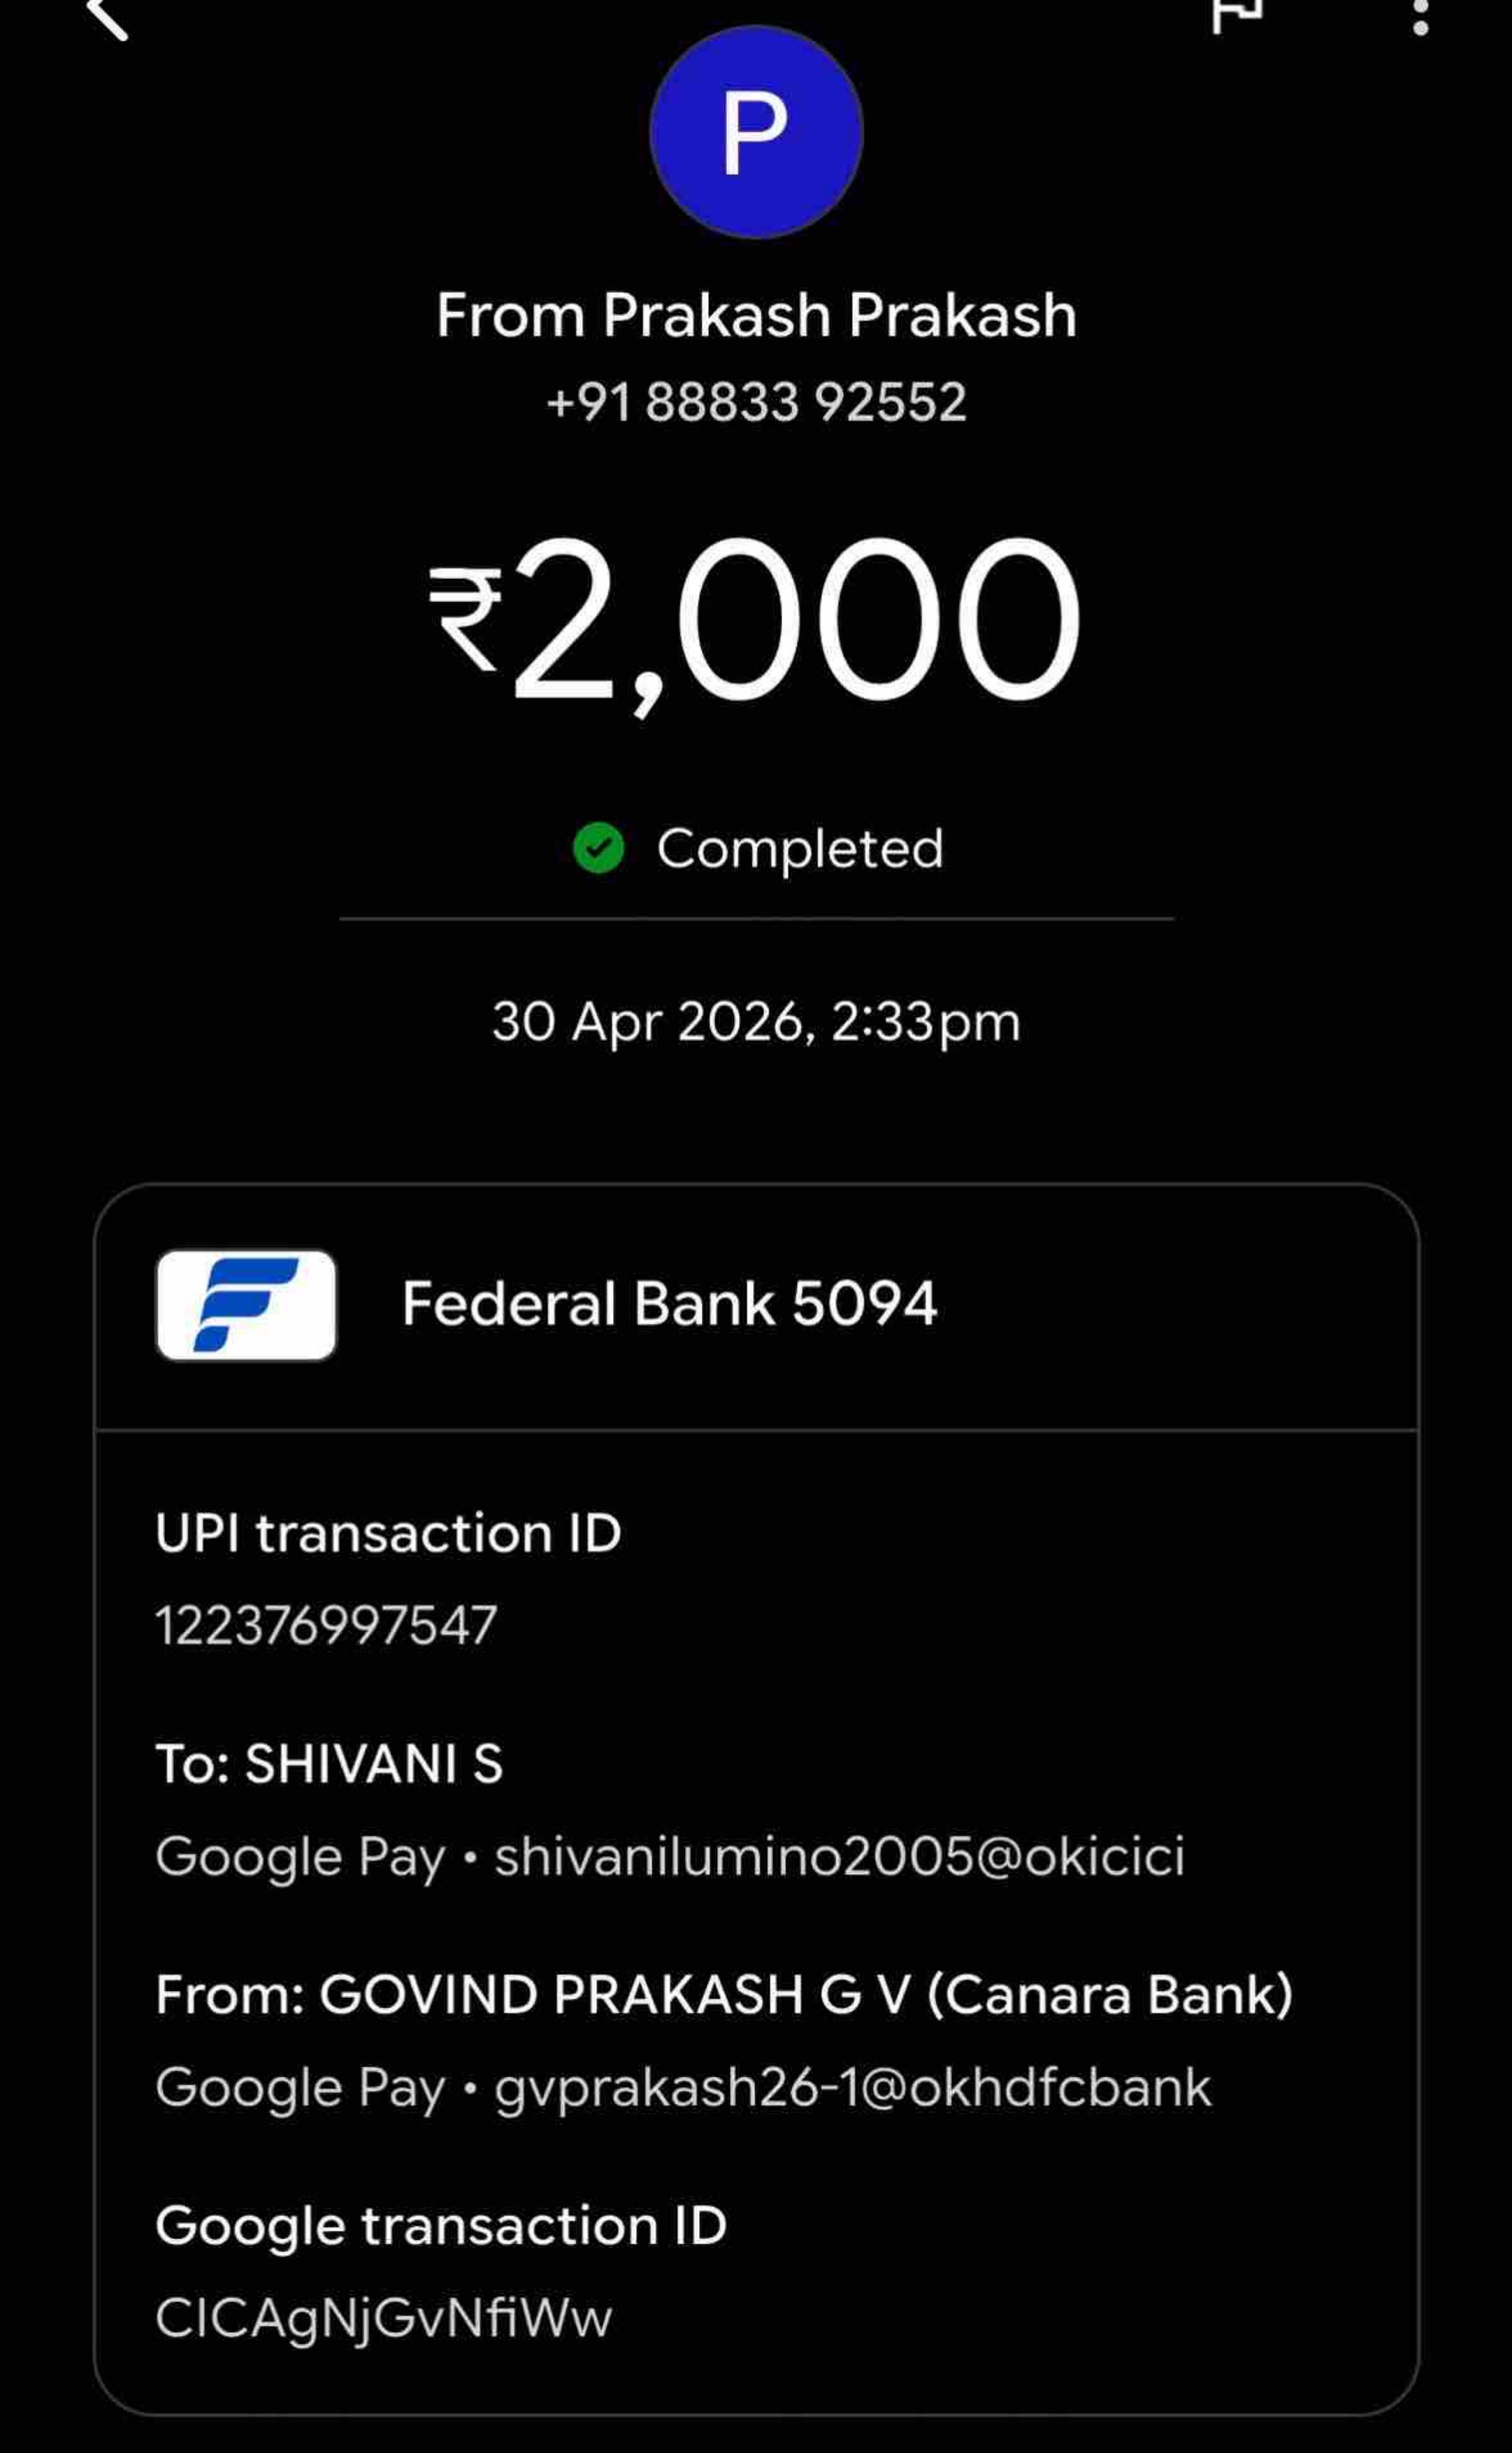 P
From Prakash Prakash
+91 88833 92552
₹2,000
Completed
30 Apr 2026, 2:33pm
Federal Bank 5094
UPI transaction ID
122376997547
To: SHIVANI S
Google Pay • shivanilumino2005@okicici
From: GOVIND PRAKASH G V (Canara Bank)
Google Pay • gvprakash26-1@okhdfcbank
Google transaction ID
CICAgNjGvNfiWw